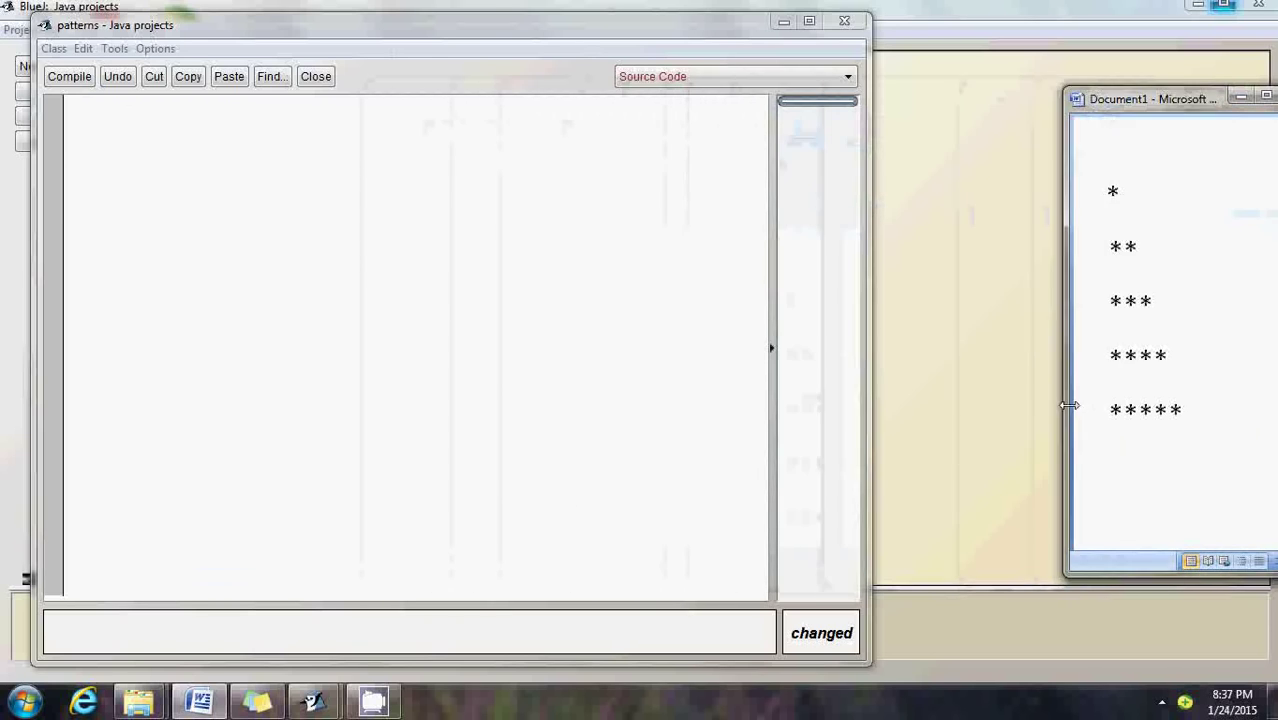 BlueJ: Java projects
patterns - Java projects
Class Edit Tools Options
Compile Undo Cut Copy Paste Find... Close
Source Code
changed
Document1 - Microsoft ...
*
**
***
****
*****
8:37 PM
1/24/2015